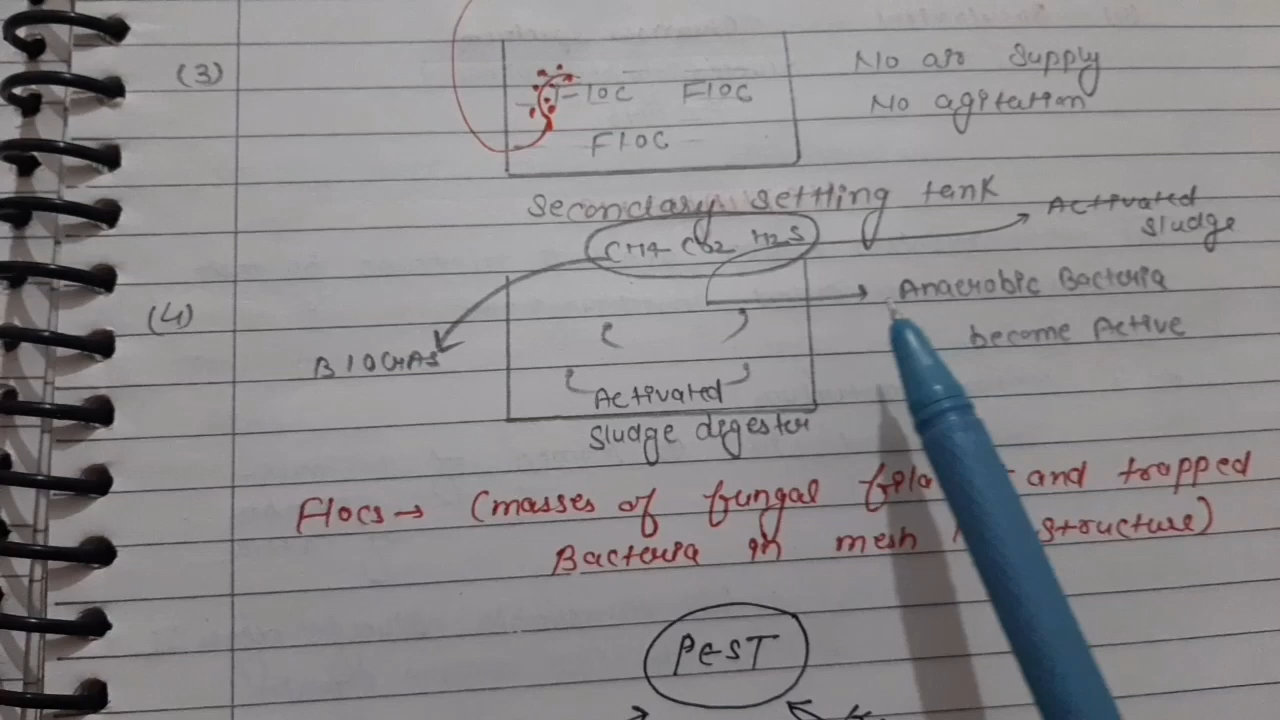 (3)
No air supply
Floc Floc
No agitation
Floc
Secondary settling tank
Activated
Sludge
CH4 CO2 H2S
(4)
Anaerobic Bacteria
become Active
BIOGAS
Activated
Sludge digester
Flocs → (masses of fungal and trapped
Bacteria in mesh structure)
PEST